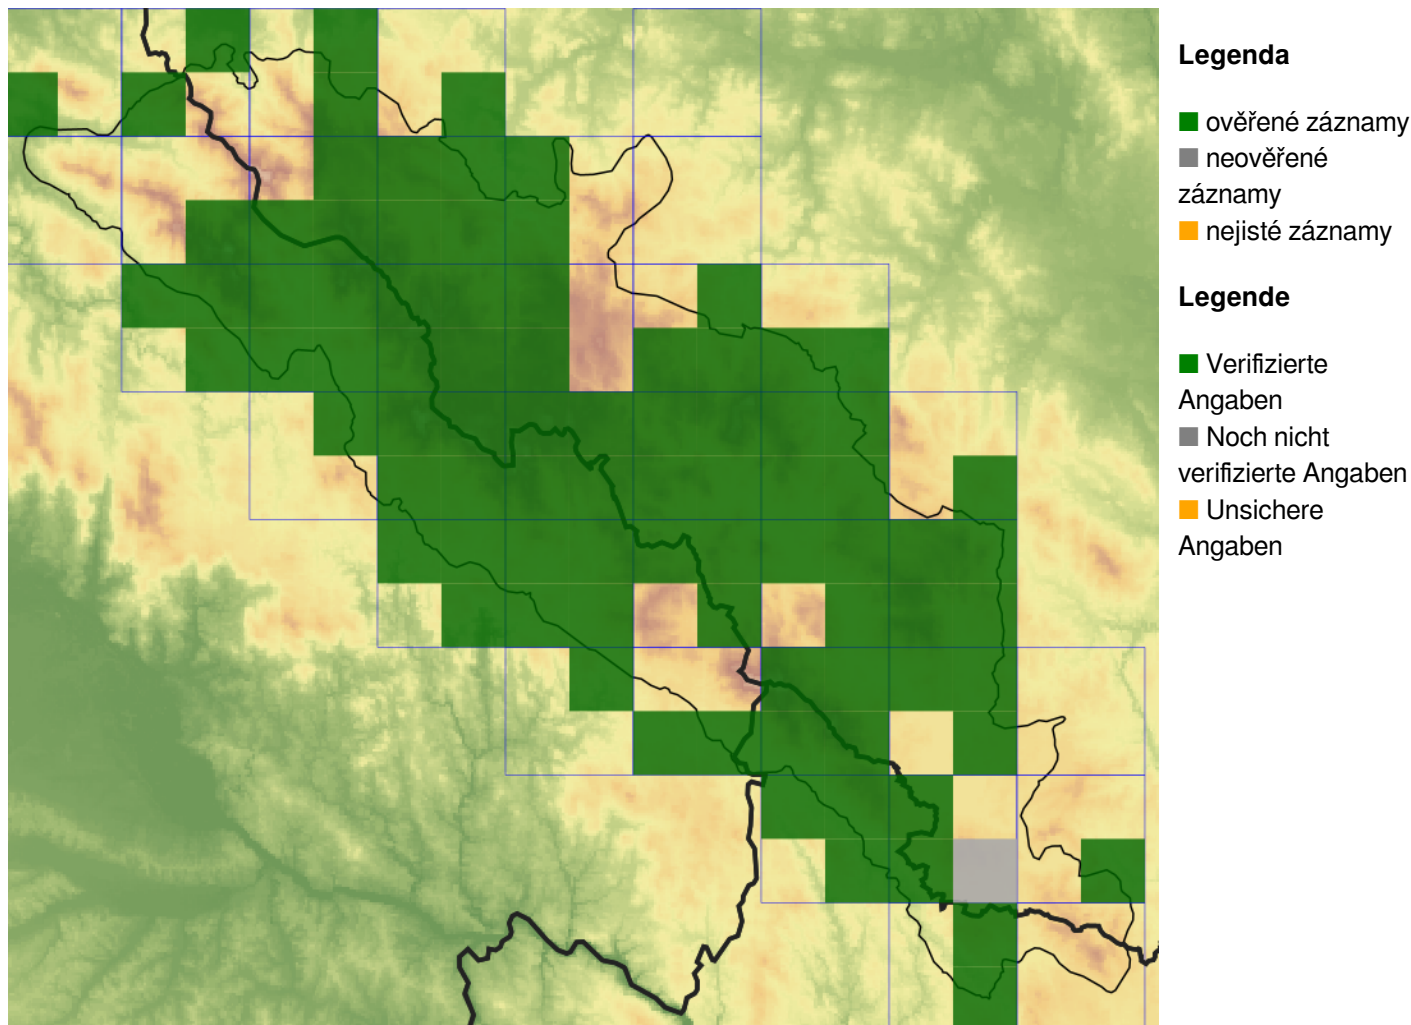 Legenda
ověřené záznamy
neověřené
záznamy
nejisté záznamy
Legende
Verifizierte
Angaben
Noch nicht
verifizierte Angaben
Unsichere
Angaben